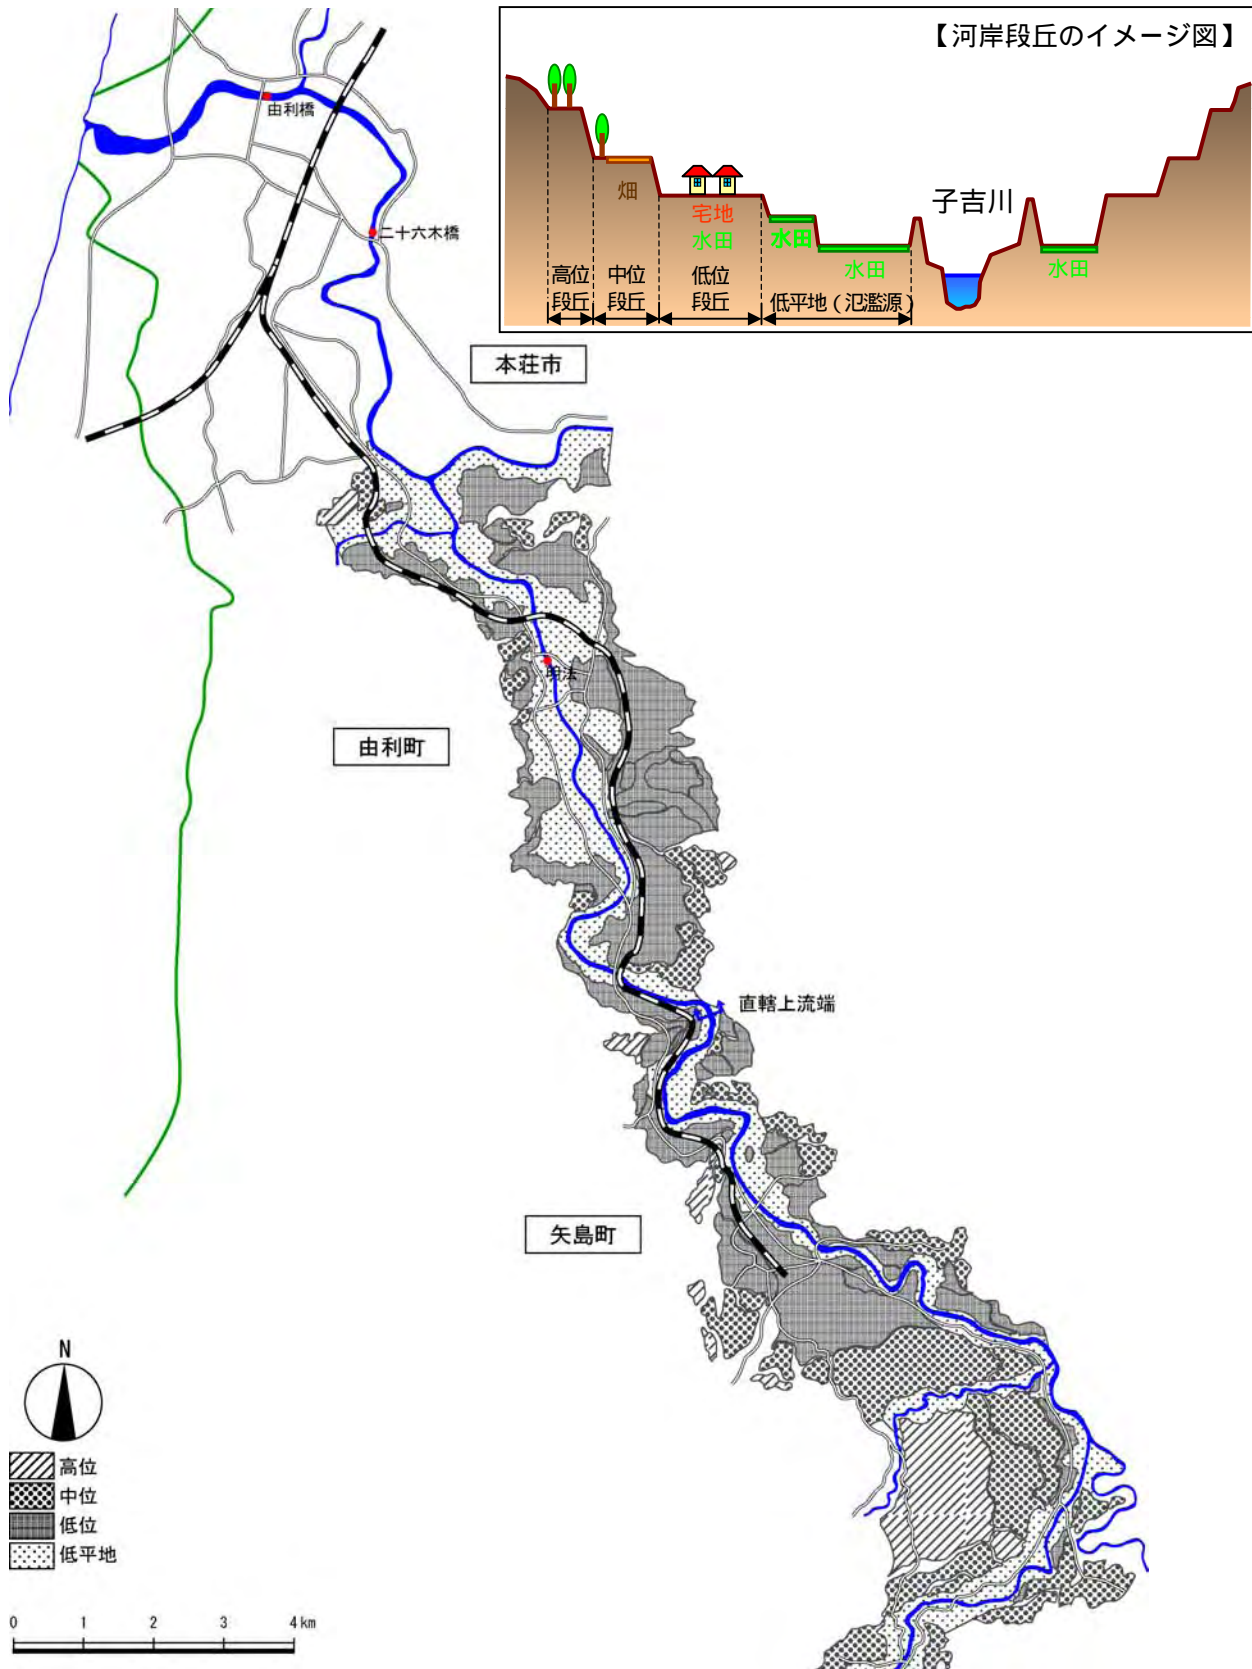 【河岸段丘のイメージ図】
畑
宅地
水田
水田
水田
子吉川
水田
高位
段丘
中位
段丘
低位
段丘
低平地（氾濫源）
由利橋
二十六木橋
本荘市
明法
由利町
直轄上流端
矢島町
N
高位
中位
低位
低平地
0 1 2 3 4km